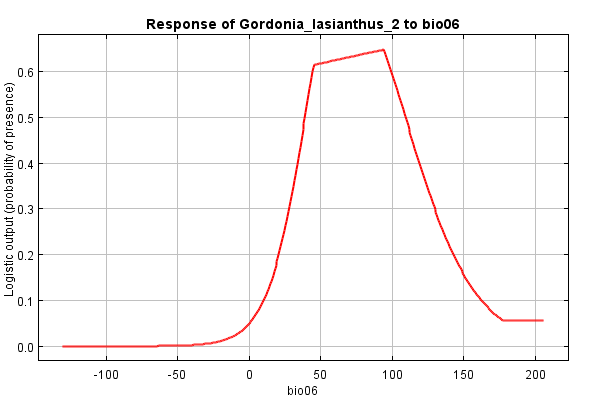 Response of Gordonia_lasianthus_2 to bio06
Logistic output (probability of presence)
0.6
0.5
0.4
0.3
0.2
0.1
0.0
-100 -50 0 50 100 150 200
bio06